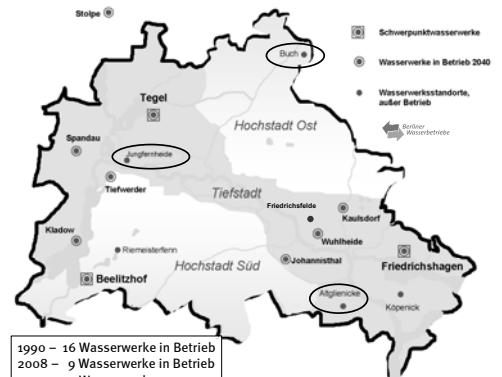 Stolpe
Schwerpunktwasserwerke
Buch
Wasserwerke in Betrieb 2040
Tegel
Wasserwerksstandorte,
außer Betrieb
Hochstadt Ost
Berliner
Wasserbetriebe
Spandau
Jungfernheide
Tiefwerder
Tiefstadt
Friedrichsfelde
Kaulsdorf
Kladow
Wuhlheide
Riemeisterfenn
Johannisthal
Friedrichshagen
Hochstadt Süd
Beelitzhof
Altglienicke
Köpenick
1990 – 16 Wasserwerke in Betrieb
2008 – 9 Wasserwerke in Betrieb